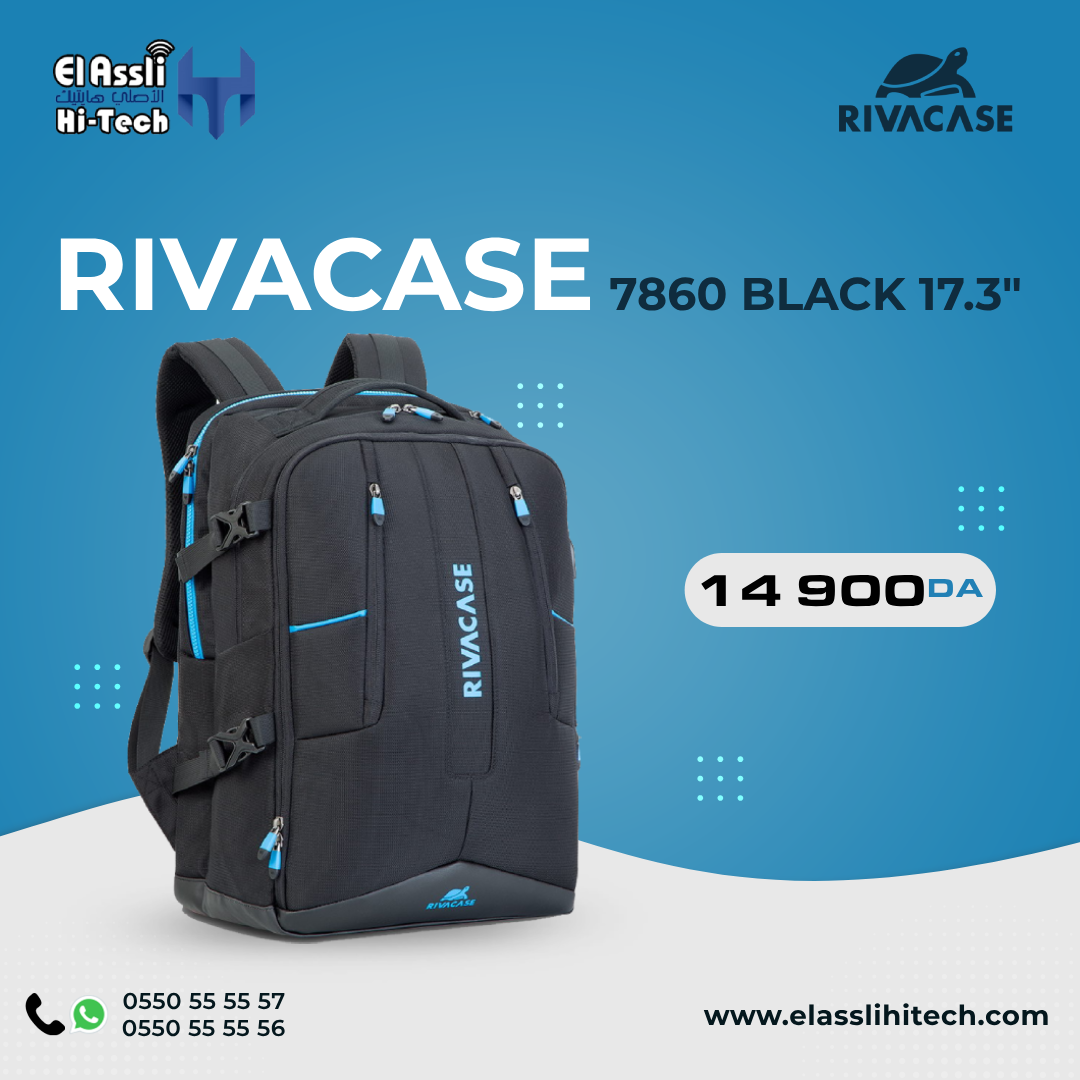 El Assli
الأصلي هايتيك
Hi-Tech
RIVACASE
RIVACASE 7860 BLACK 17.3"
RIVACASE
14 900DA
RIVACASE
0550 55 55 57
0550 55 55 56
www.elasslihitech.com